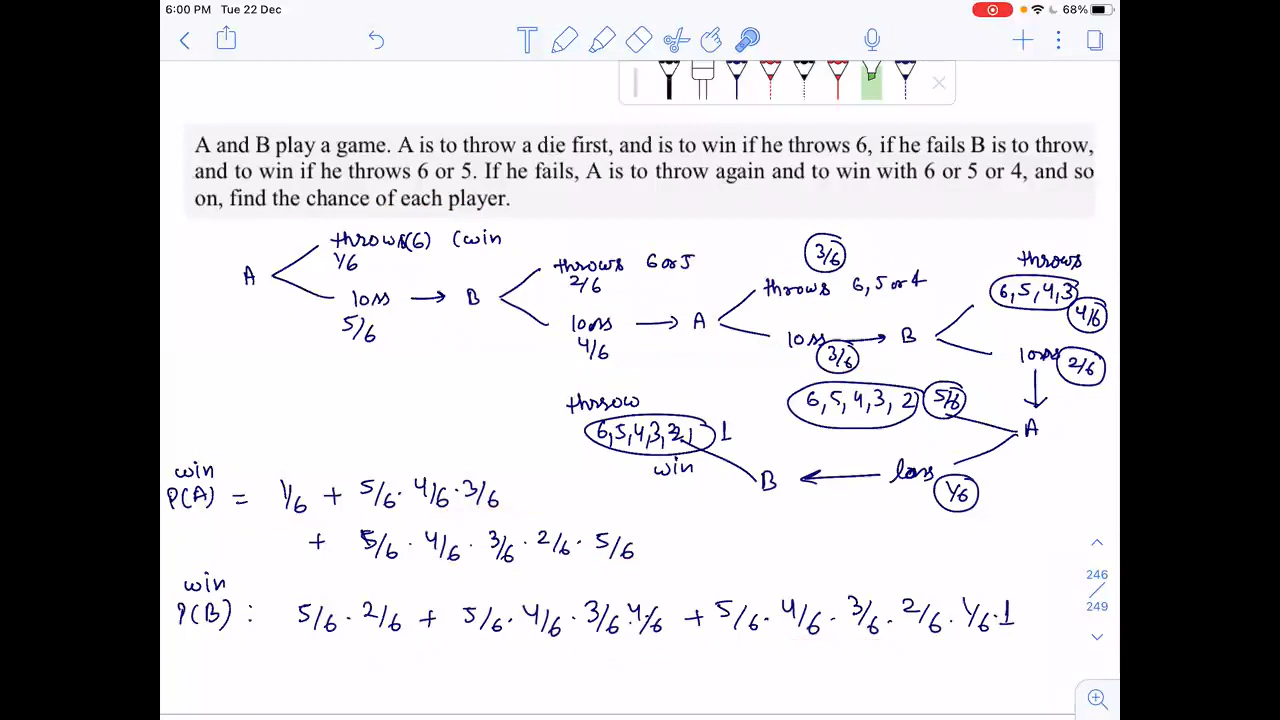 6:00 PM Tue 22 Dec
68%
T
A and B play a game. A is to throw a die first, and is to win if he throws 6, if he fails B is to throw,
and to win if he throws 6 or 5. If he fails, A is to throw again and to win with 6 or 5 or 4, and so
on, find the chance of each player.
A throws (6) (win
1/6
loss → B
5/6
throws 6 or 5
2/6
loss → A
4/6
3/6
throws 6, 5 or 4
loss → B
3/6
throws
6, 5, 4, 3
4/6
loss 2/6
6, 5, 4, 3, 2 5/6
A
loss
1/6
B
throw
6,5,4,3,2,1 1
win
win
P(A) = 1/6 + 5/6 · 4/6 · 3/6
+ 5/6 · 4/6 · 3/6 · 2/6 · 5/6
win
P(B) : 5/6 · 2/6 + 5/6 · 4/6 · 3/6 · 4/6 + 5/6 · 4/6 · 3/6 · 2/6 · 1/6 · 1
246
249